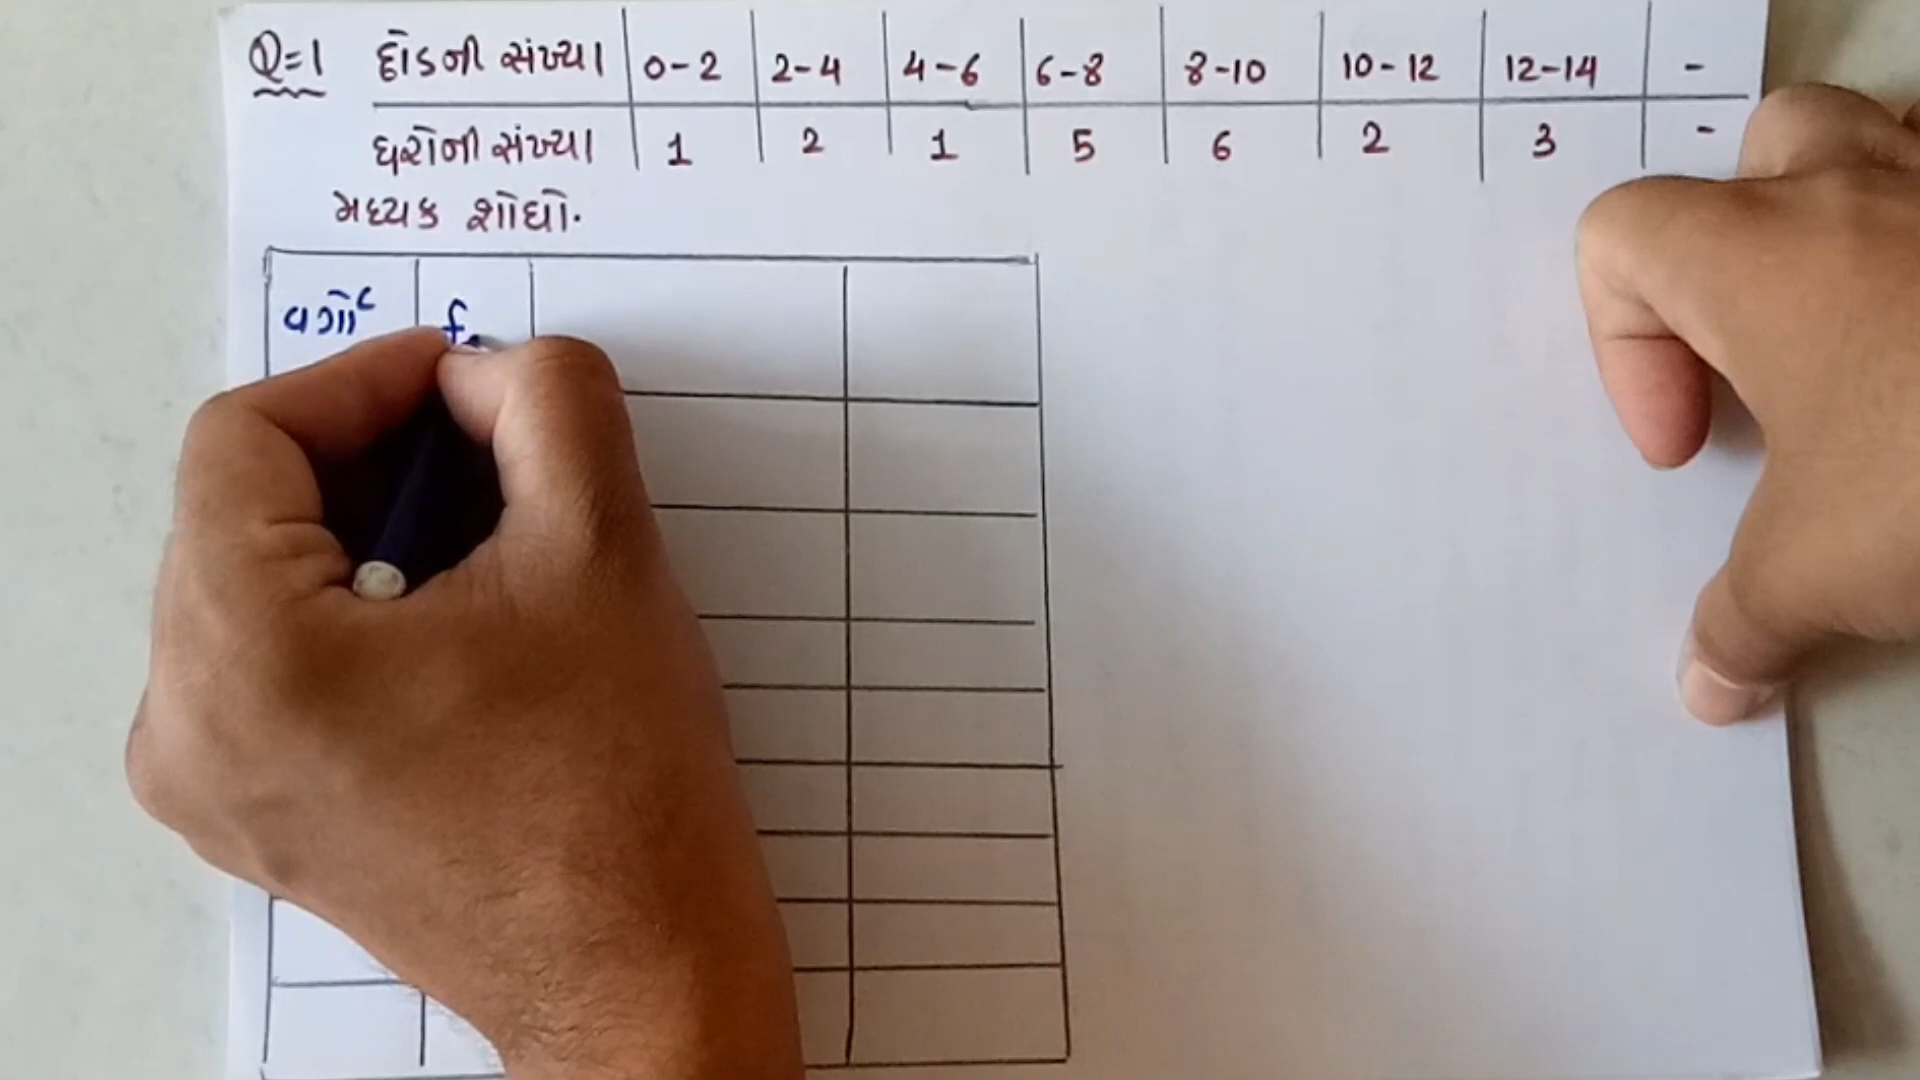 Q=1 છોડની સંખ્યા 0-2 2-4 4-6 6-8 8-10 10-12 12-14 -
ઘરોની સંખ્યા 1 2 1 5 6 2 3 -
મધ્યક શોધો.
વર્ગો f